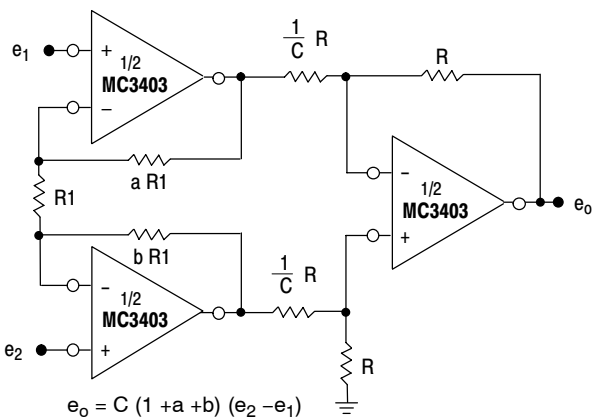 e1
+
1/2
MC3403
−
a R1
R1
b R1
−
1/2
MC3403
+
e2
1/C R
R
1/C R
R
−
1/2
MC3403
+
eo
eo = C (1 +a +b) (e2 −e1)